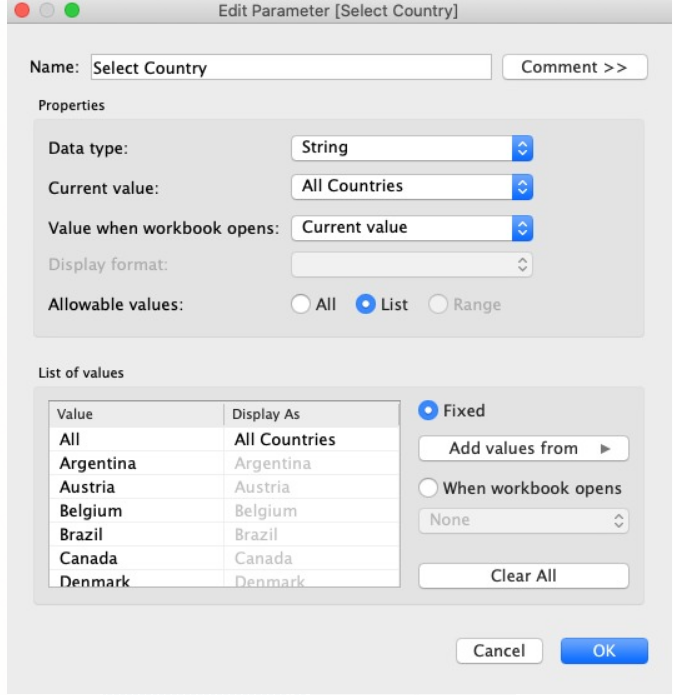 Edit Parameter [Select Country]
Name: Select Country Comment >>
Properties
Data type: String
Current value: All Countries
Value when workbook opens: Current value
Display format:
Allowable values: All List Range
List of values
Value Display As
All All Countries
Argentina Argentina
Austria Austria
Belgium Belgium
Brazil Brazil
Canada Canada
Denmark Denmark
Fixed
Add values from
When workbook opens
None
Clear All
Cancel OK